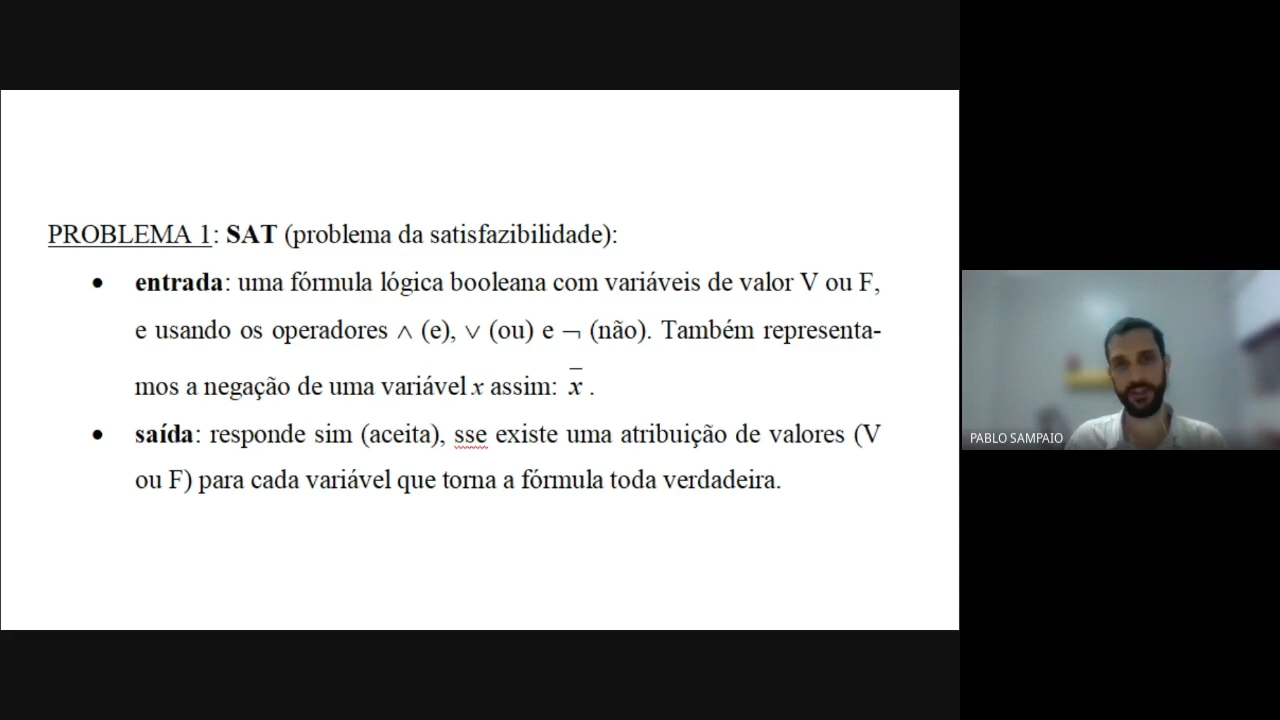 PROBLEMA 1: SAT (problema da satisfazibilidade):
• entrada: uma fórmula lógica booleana com variáveis de valor V ou F,
e usando os operadores ∧ (e), ∨ (ou) e ¬ (não). Também representa-
mos a negação de uma variável x assim: x̅ .
• saída: responde sim (aceita), sse existe uma atribuição de valores (V
ou F) para cada variável que torna a fórmula toda verdadeira.
PABLO SAMPAIO